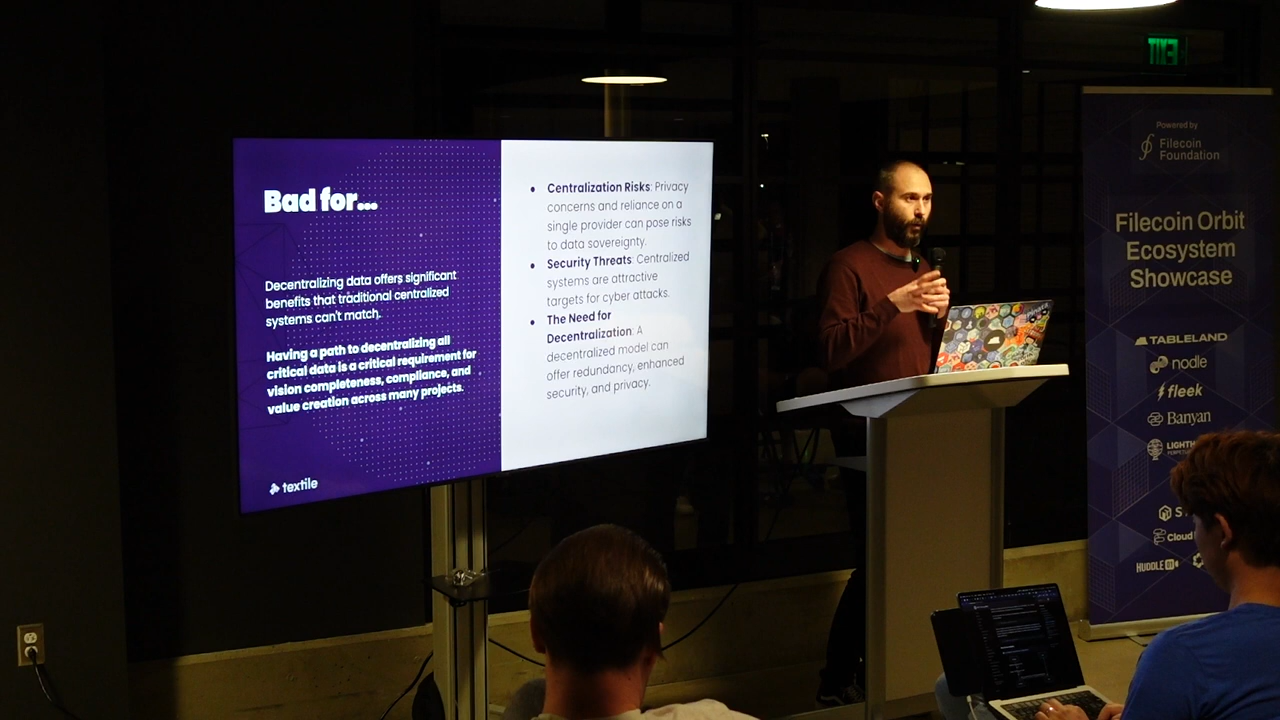 Bad for...
Decentralizing data offers significant
benefits that traditional centralized
systems can't match.
Having a path to decentralizing all
critical data is a critical requirement for
vision completeness, compliance, and
value creation across many projects.
textile
• Centralization Risks: Privacy
concerns and reliance on a
single provider can pose risks
to data sovereignty.
• Security Threats: Centralized
systems are attractive
targets for cyber attacks.
• The Need for
Decentralization: A
decentralized model can
offer redundancy, enhanced
security, and privacy.
EXIT
Powered by
Filecoin
Foundation
Filecoin Orbit
Ecosystem
Showcase
TABLELAND
node
fleek
Banyan
Cloud
HUDDLE